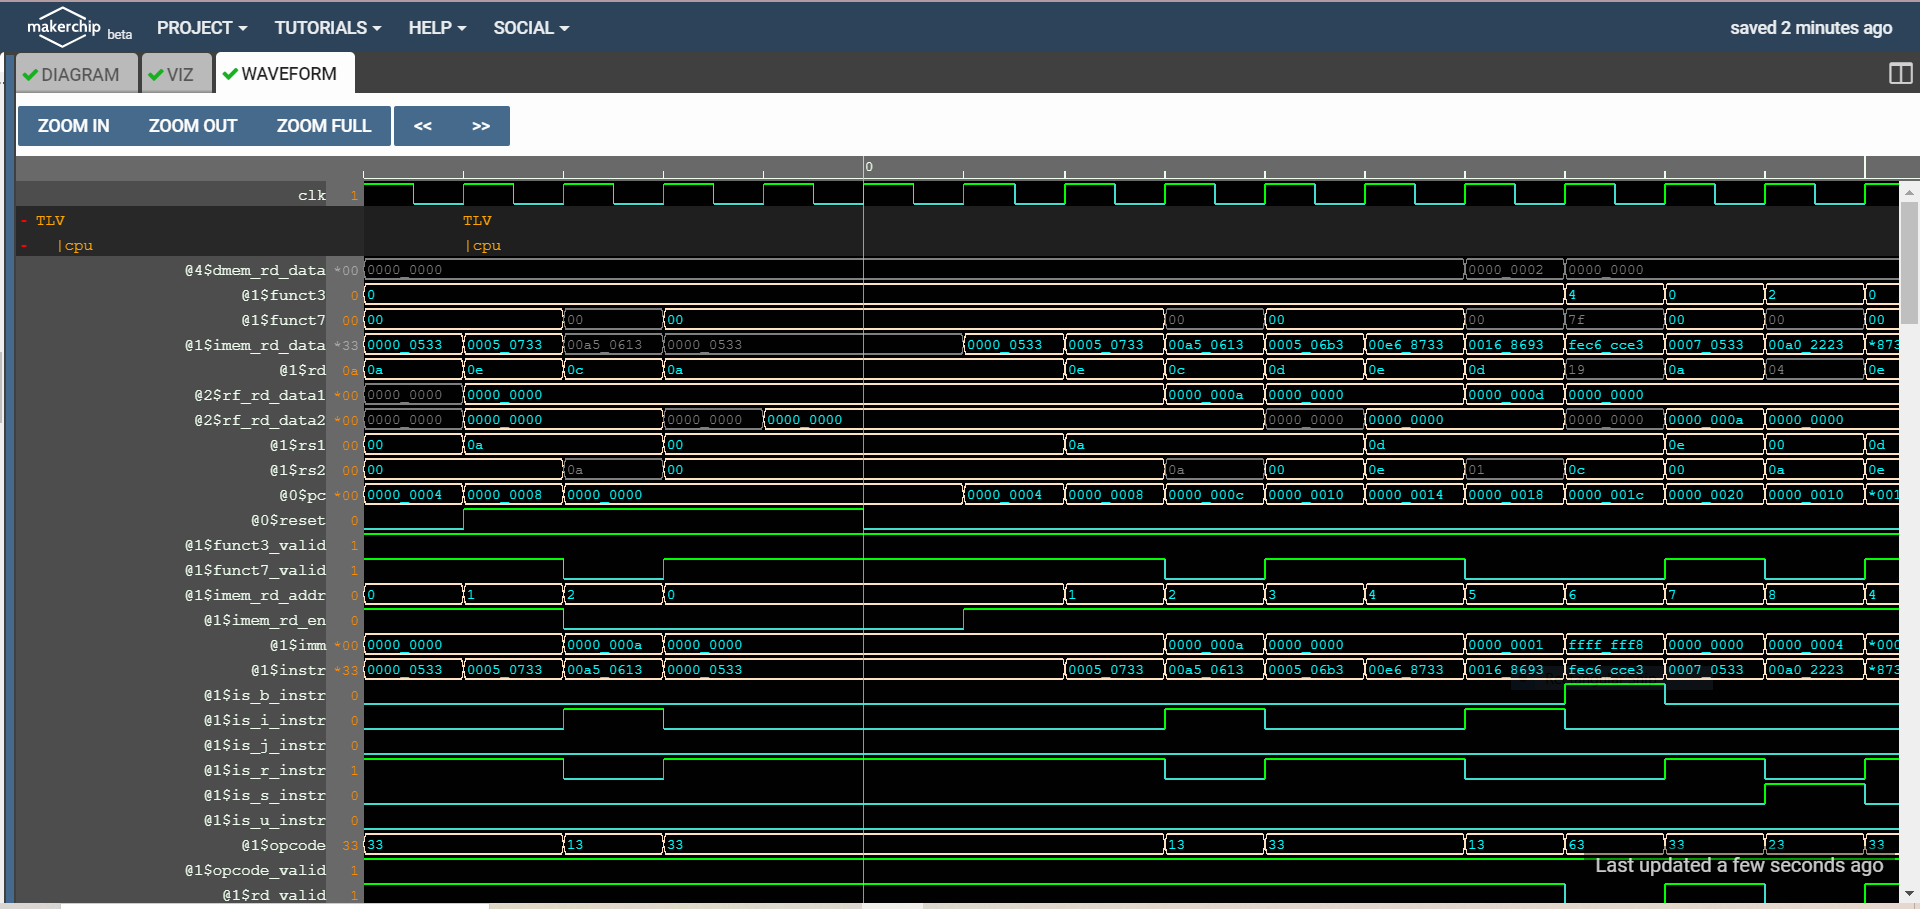 makerchip beta PROJECT TUTORIALS HELP SOCIAL saved 2 minutes ago
DIAGRAM VIZ WAVEFORM
ZOOM IN ZOOM OUT ZOOM FULL << >>
0
clk 1
- TLV TLV
- |cpu |cpu
@4$dmem_rd_data *00 0000_0000 0000_0002 0000_0000
@1$funct3 0 0 4 0 2 0
@1$funct7 00 00 00 00 00 00 00 7f 00 00 00
@1$imem_rd_data *33 0000_0533 0005_0733 00a5_0613 0000_0533 0000_0533 0005_0733 00a5_0613 0005_06b3 00e6_8733 0016_8693 fec6_cce3 0007_0533 00a0_2223 *873
@1$rd 0a 0a 0e 0c 0a 0e 0c 0d 0e 0d 19 0a 04 0e
@2$rf_rd_data1 *00 0000_0000 0000_0000 0000_000a 0000_0000 0000_000d 0000_0000
@2$rf_rd_data2 *00 0000_0000 0000_0000 0000_0000 0000_0000 0000_0000 0000_0000 0000_0000 0000_000a 0000_0000
@1$rs1 00 00 0a 00 0a 0d 0e 00 0d
@1$rs2 00 00 0a 00 0a 00 0e 01 0c 00 0a 0e
@0$pc *00 0000_0004 0000_0008 0000_0000 0000_0004 0000_0008 0000_000c 0000_0010 0000_0014 0000_0018 0000_001c 0000_0020 0000_0010 *001
@0$reset 0
@1$funct3_valid 1
@1$funct7_valid 1
@1$imem_rd_addr 0 0 1 2 0 1 2 3 4 5 6 7 8 4
@1$imem_rd_en 0
@1$imm *00 0000_0000 0000_000a 0000_0000 0000_000a 0000_0000 0000_0001 ffff_fff8 0000_0000 0000_0004 *000
@1$instr *33 0000_0533 0005_0733 00a5_0613 0000_0533 0005_0733 00a5_0613 0005_06b3 00e6_8733 0016_8693 fec6_cce3 0007_0533 00a0_2223 *873
@1$is_b_instr 0
@1$is_i_instr 0
@1$is_j_instr 0
@1$is_r_instr 1
@1$is_s_instr 0
@1$is_u_instr 0
@1$opcode 33 33 13 33 13 33 13 63 33 23 33
@1$opcode_valid 1
Last updated a few seconds ago
@1$rd_valid 1